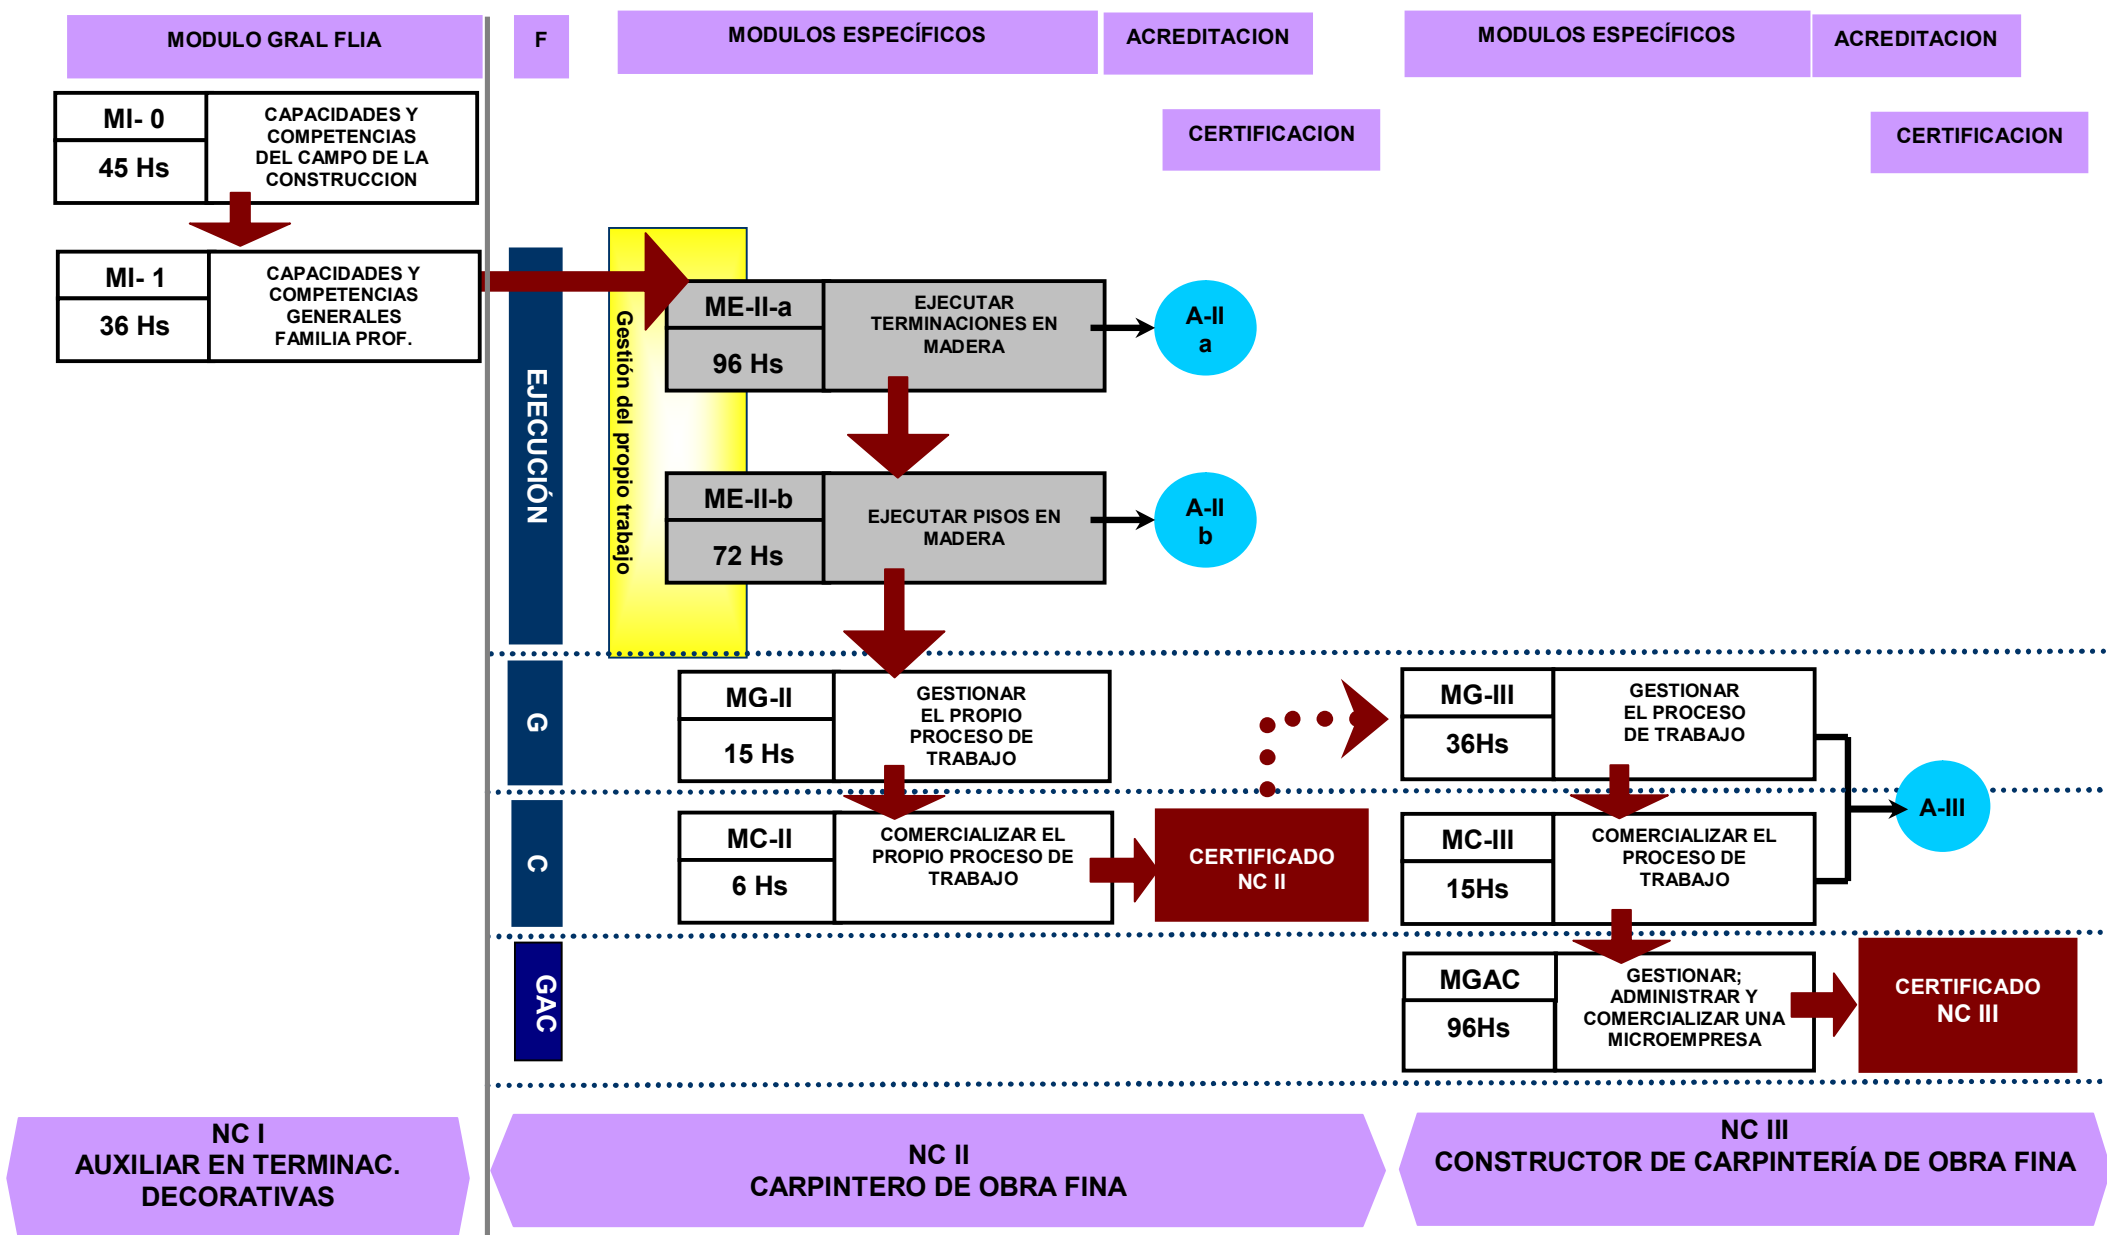 MODULO GRAL FLIA
F
MODULOS ESPECÍFICOS
ACREDITACION
MODULOS ESPECÍFICOS
ACREDITACION
CERTIFICACION
CERTIFICACION
MI- 0
45 Hs
CAPACIDADES Y
COMPETENCIAS
DEL CAMPO DE LA
CONSTRUCCION
MI- 1
36 Hs
CAPACIDADES Y
COMPETENCIAS
GENERALES
FAMILIA PROF.
EJECUCIÓN
Gestión del propio trabajo
ME-II-a
96 Hs
EJECUTAR
TERMINACIONES EN
MADERA
A-II
a
ME-II-b
72 Hs
EJECUTAR PISOS EN
MADERA
A-II
b
G
MG-II
15 Hs
GESTIONAR
EL PROPIO
PROCESO DE
TRABAJO
MG-III
36Hs
GESTIONAR
EL PROCESO
DE TRABAJO
A-III
C
MC-II
6 Hs
COMERCIALIZAR EL
PROPIO PROCESO DE
TRABAJO
CERTIFICADO
NC II
MC-III
15Hs
COMERCIALIZAR EL
PROCESO DE
TRABAJO
GAC
MGAC
96Hs
GESTIONAR;
ADMINISTRAR Y
COMERCIALIZAR UNA
MICROEMPRESA
CERTIFICADO
NC III
NC I
AUXILIAR EN TERMINAC.
DECORATIVAS
NC II
CARPINTERO DE OBRA FINA
NC III
CONSTRUCTOR DE CARPINTERÍA DE OBRA FINA